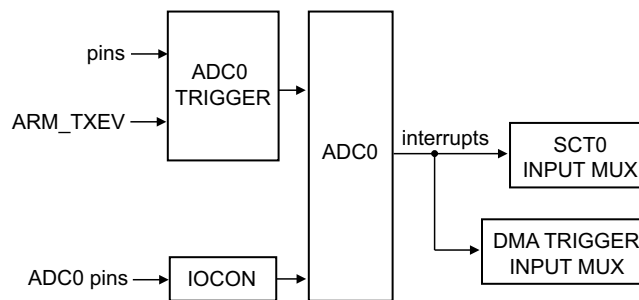 pins
ADC0
TRIGGER
ARM_TXEV
ADC0
interrupts
SCT0
INPUT MUX
DMA TRIGGER
INPUT MUX
ADC0 pins
IOCON